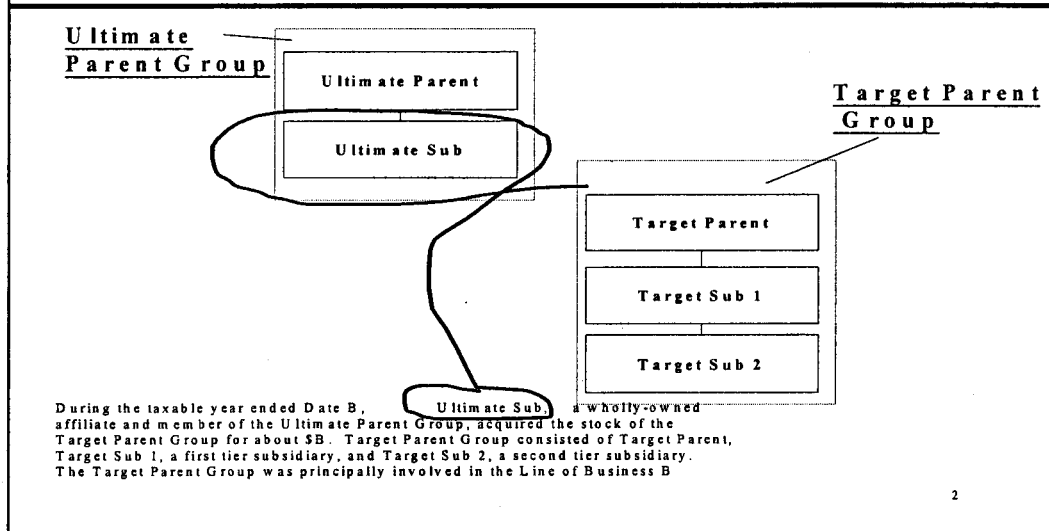 Ultimate
Parent Group
Ultimate Parent
Ultimate Sub
Target Parent
Group
Target Parent
Target Sub 1
Target Sub 2
During the taxable year ended Date B, Ultimate Sub, a wholly-owned
affiliate and member of the Ultimate Parent Group, acquired the stock of the
Target Parent Group for about $B. Target Parent Group consisted of Target Parent,
Target Sub 1, a first tier subsidiary, and Target Sub 2, a second tier subsidiary.
The Target Parent Group was principally involved in the Line of Business B
2